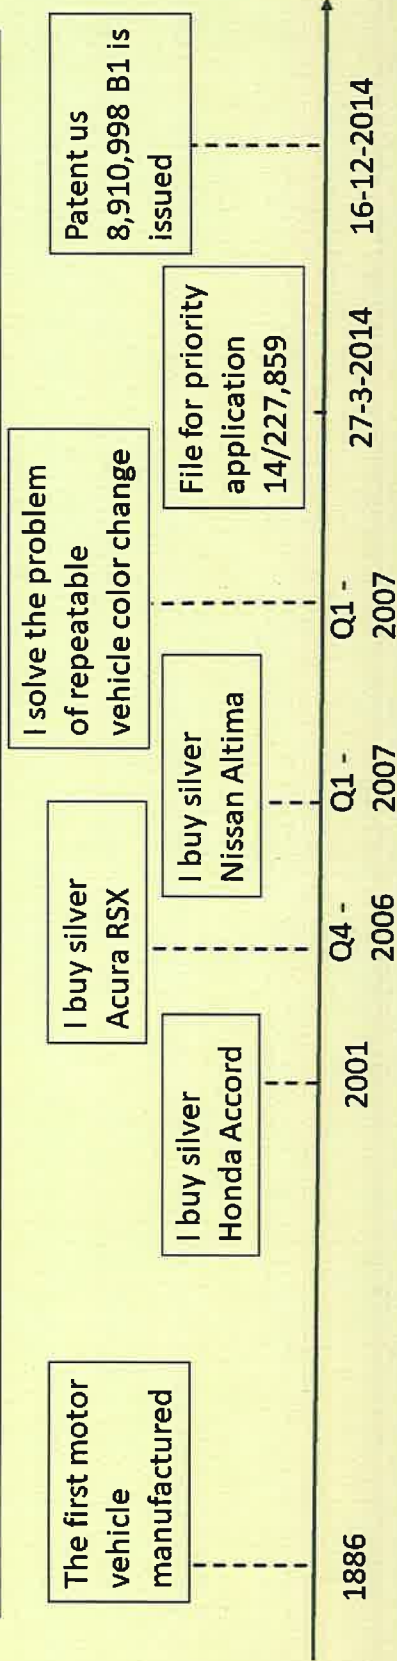 The first motor
vehicle
manufactured
I buy silver
Honda Accord
I buy silver
Acura RSX
I buy silver
Nissan Altima
I solve the problem
of repeatable
vehicle color change
File for priority
application
14/227,859
Patent us
8,910,998 B1 is
issued
1886
2001
Q4 -
2006
Q1 -
2007
Q1 -
2007
27-3-2014
16-12-2014